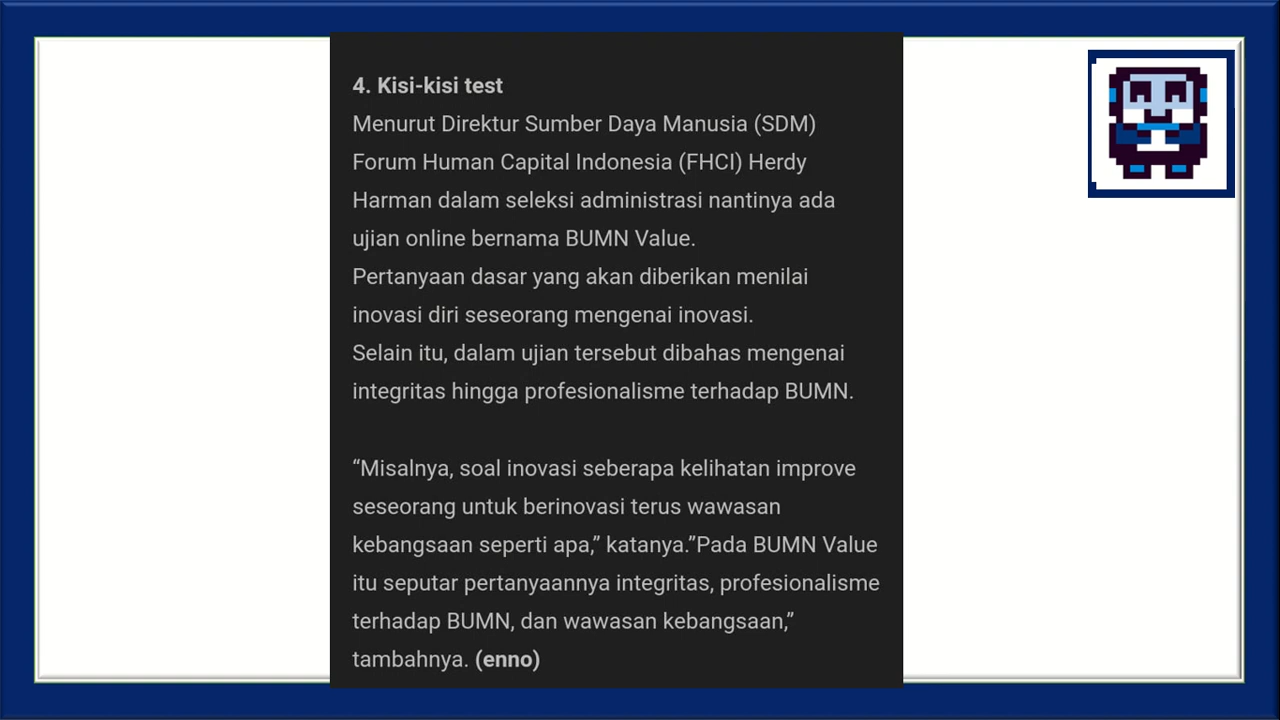 4. Kisi-kisi test
Menurut Direktur Sumber Daya Manusia (SDM)
Forum Human Capital Indonesia (FHCI) Herdy
Harman dalam seleksi administrasi nantinya ada
ujian online bernama BUMN Value.
Pertanyaan dasar yang akan diberikan menilai
inovasi diri seseorang mengenai inovasi.
Selain itu, dalam ujian tersebut dibahas mengenai
integritas hingga profesionalisme terhadap BUMN.
“Misalnya, soal inovasi seberapa kelihatan improve
seseorang untuk berinovasi terus wawasan
kebangsaan seperti apa,” katanya.”Pada BUMN Value
itu seputar pertanyaannya integritas, profesionalisme
terhadap BUMN, dan wawasan kebangsaan,”
tambahnya. (enno)